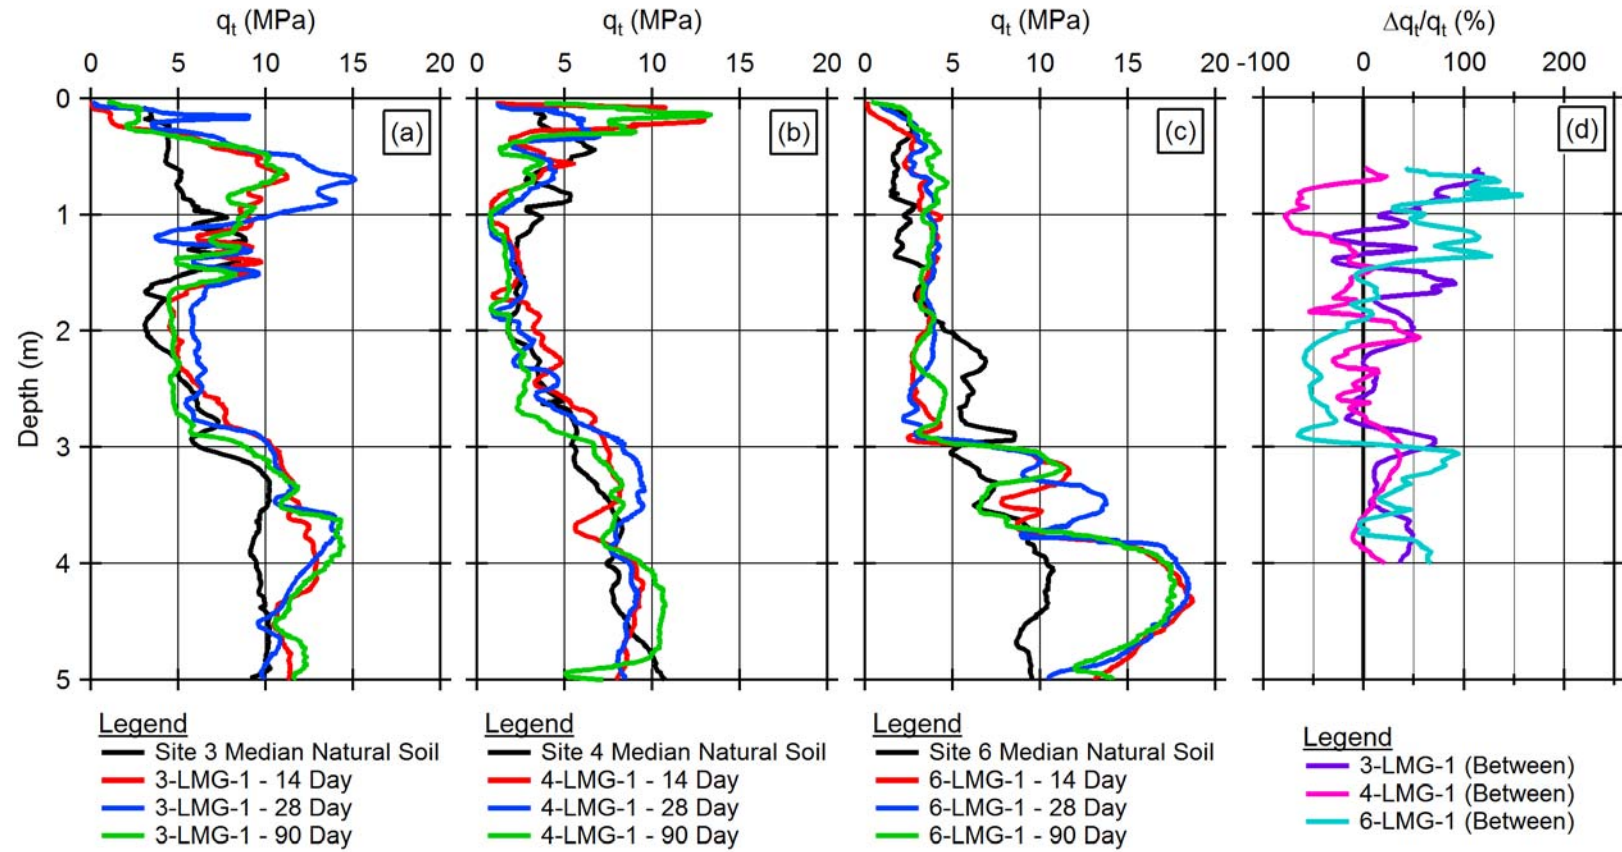 qt (MPa) qt (MPa) qt (MPa) Δqt/qt (%)
0 5 10 15 20 0 5 10 15 20 0 5 10 15 20 -100 0 100 200
0 (a) (b) (c) (d)
1
2
Depth (m)
3
4
5
Legend Legend Legend Legend
Site 3 Median Natural Soil Site 4 Median Natural Soil Site 6 Median Natural Soil 3-LMG-1 (Between)
3-LMG-1 - 14 Day 4-LMG-1 - 14 Day 6-LMG-1 - 14 Day 4-LMG-1 (Between)
3-LMG-1 - 28 Day 4-LMG-1 - 28 Day 6-LMG-1 - 28 Day 6-LMG-1 (Between)
3-LMG-1 - 90 Day 4-LMG-1 - 90 Day 6-LMG-1 - 90 Day